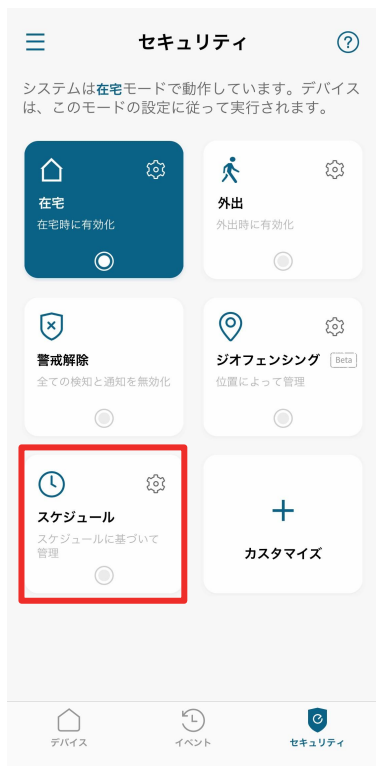 セキュリティ
?
システムは在宅モードで動作しています。デバイス
は、このモードの設定に従って実行されます。
在宅
在宅時に有効化
外出
外出時に有効化
警戒解除
全ての検知と通知を無効化
ジオフェンシング Beta
位置によって管理
スケジュール
スケジュールに基づいて
管理
カスタマイズ
デバイス
イベント
セキュリティ